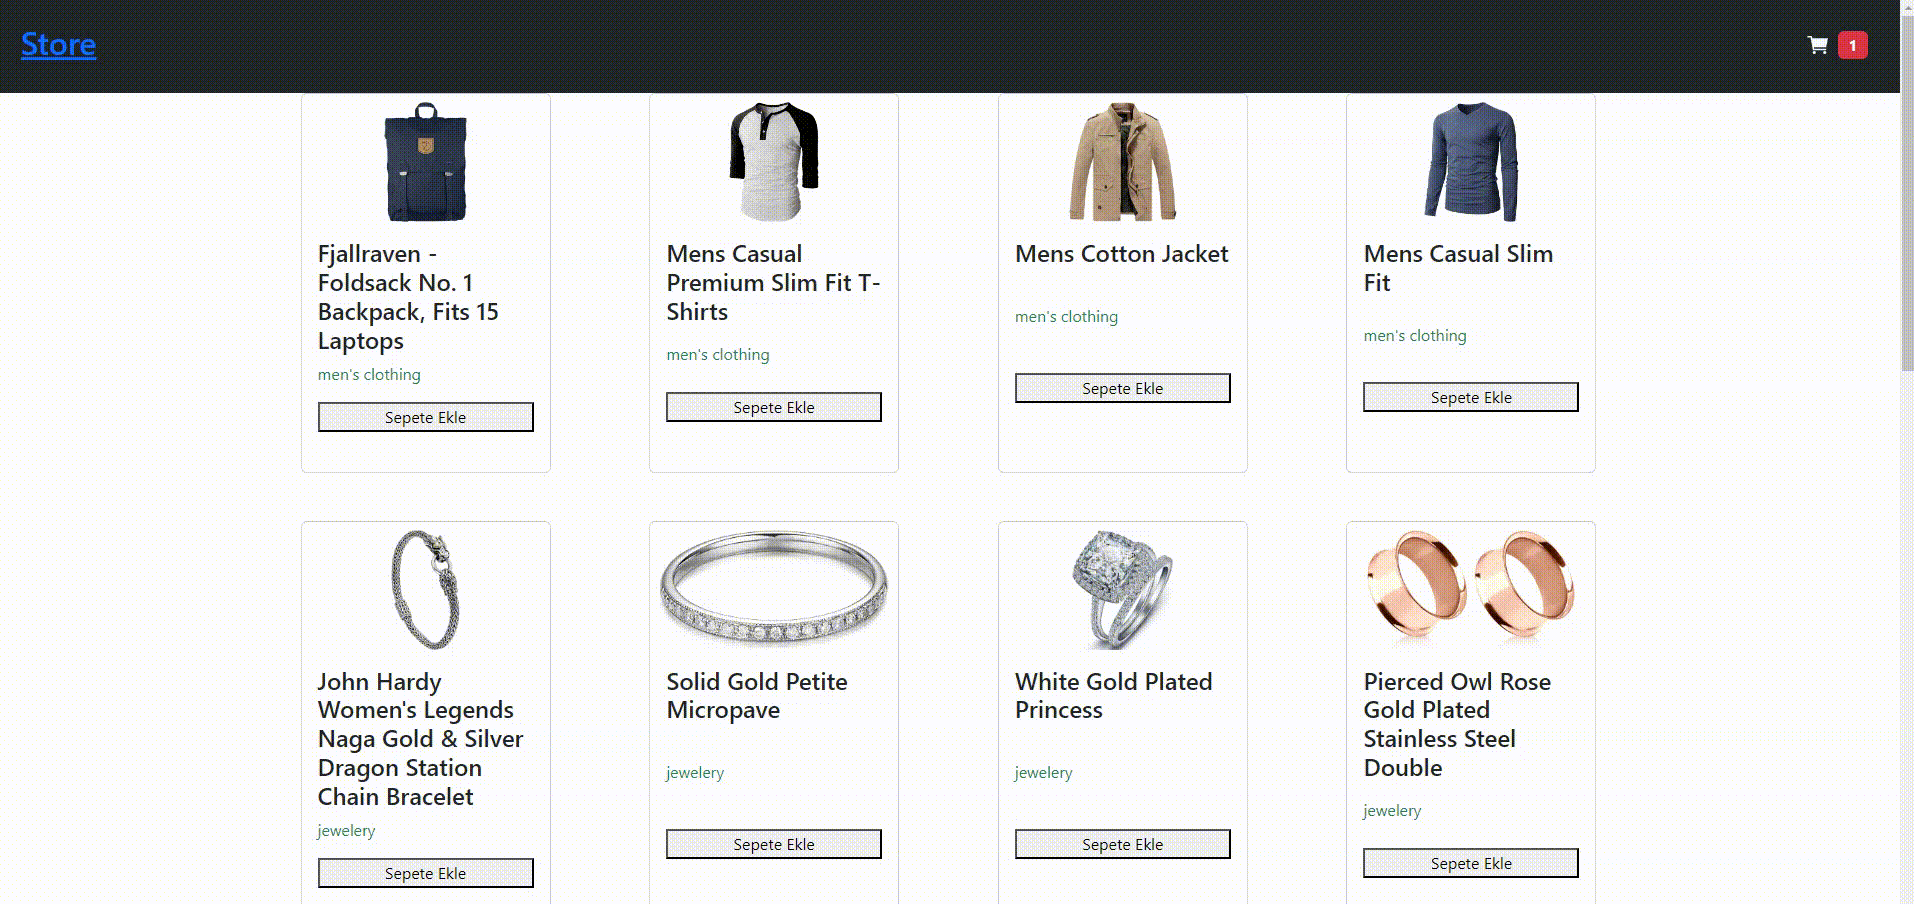 Store
1
Fjallraven -
Foldsack No. 1
Backpack, Fits 15
Laptops
men's clothing
Sepete Ekle
Mens Casual
Premium Slim Fit T-
Shirts
men's clothing
Sepete Ekle
Mens Cotton Jacket
men's clothing
Sepete Ekle
Mens Casual Slim
Fit
men's clothing
Sepete Ekle
John Hardy
Women's Legends
Naga Gold & Silver
Dragon Station
Chain Bracelet
jewelery
Sepete Ekle
Solid Gold Petite
Micropave
jewelery
Sepete Ekle
White Gold Plated
Princess
jewelery
Sepete Ekle
Pierced Owl Rose
Gold Plated
Stainless Steel
Double
jewelery
Sepete Ekle